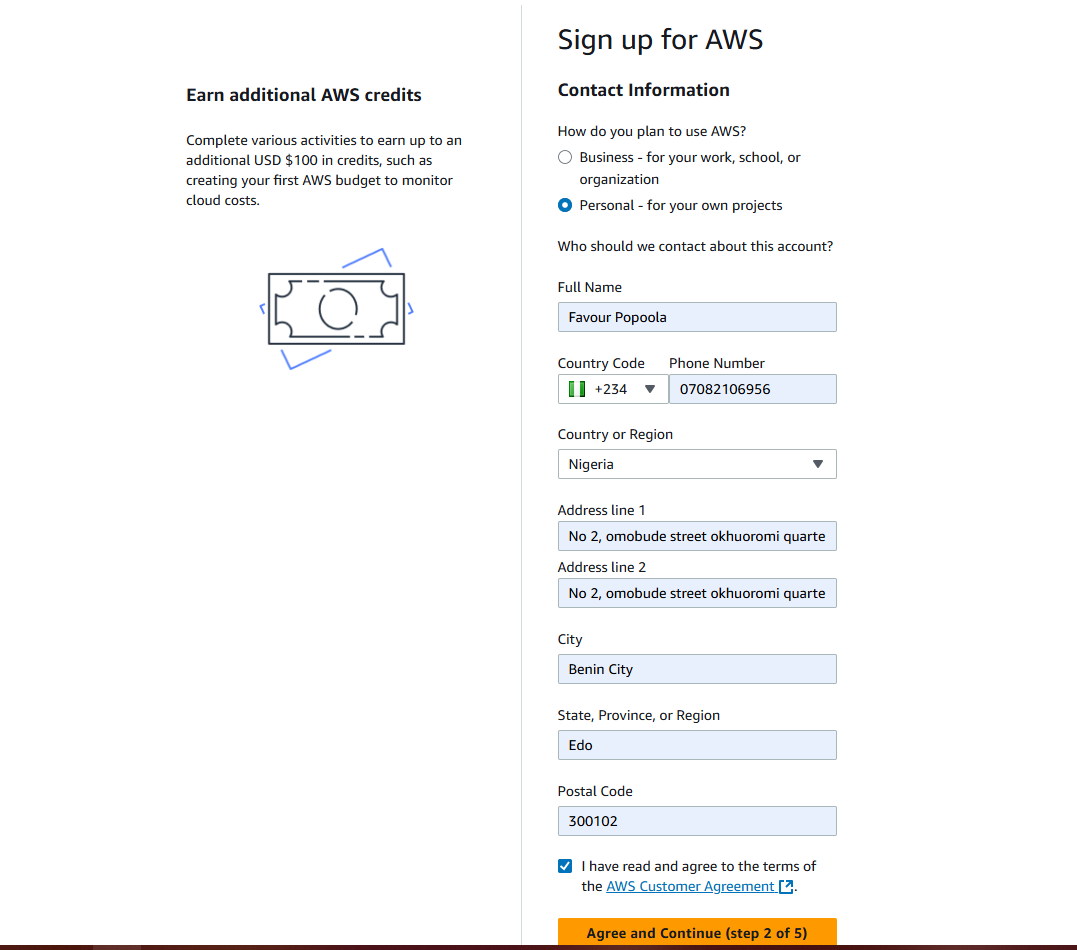 Earn additional AWS credits
Complete various activities to earn up to an
additional USD $100 in credits, such as
creating your first AWS budget to monitor
cloud costs.
Sign up for AWS
Contact Information
How do you plan to use AWS?
Business - for your work, school, or
organization
Personal - for your own projects
Who should we contact about this account?
Full Name
Favour Popoola
Country Code Phone Number
+234 07082106956
Country or Region
Nigeria
Address line 1
No 2, omobude street okhuoromi quarte
Address line 2
No 2, omobude street okhuoromi quarte
City
Benin City
State, Province, or Region
Edo
Postal Code
300102
I have read and agree to the terms of
the AWS Customer Agreement.
Agree and Continue (step 2 of 5)